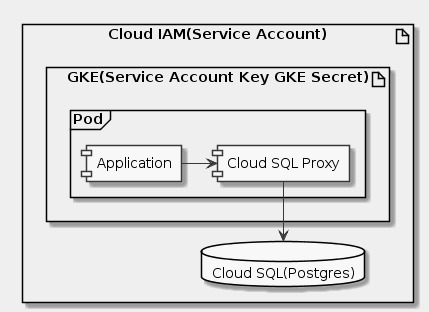 Cloud IAM(Service Account)
GKE(Service Account Key GKE Secret)
Pod
Application
Cloud SQL Proxy
Cloud SQL(Postgres)